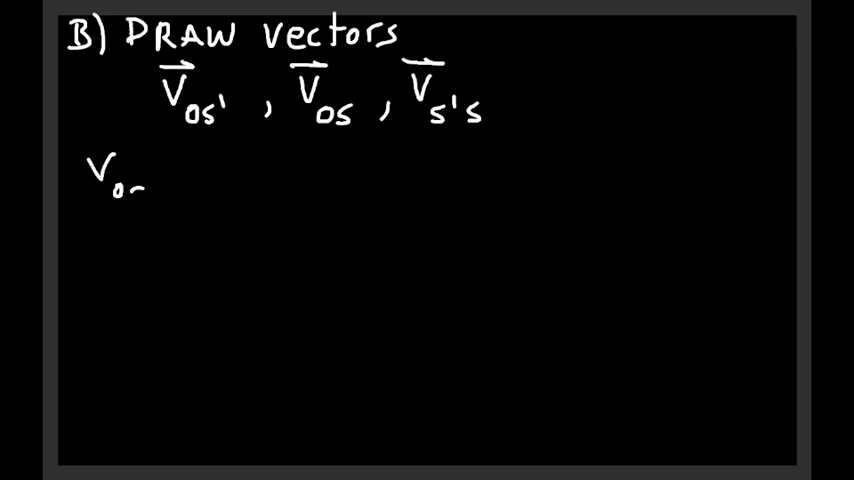 B) DRAW vectors
V⃗os' , V⃗os , V⃗s's
Vo